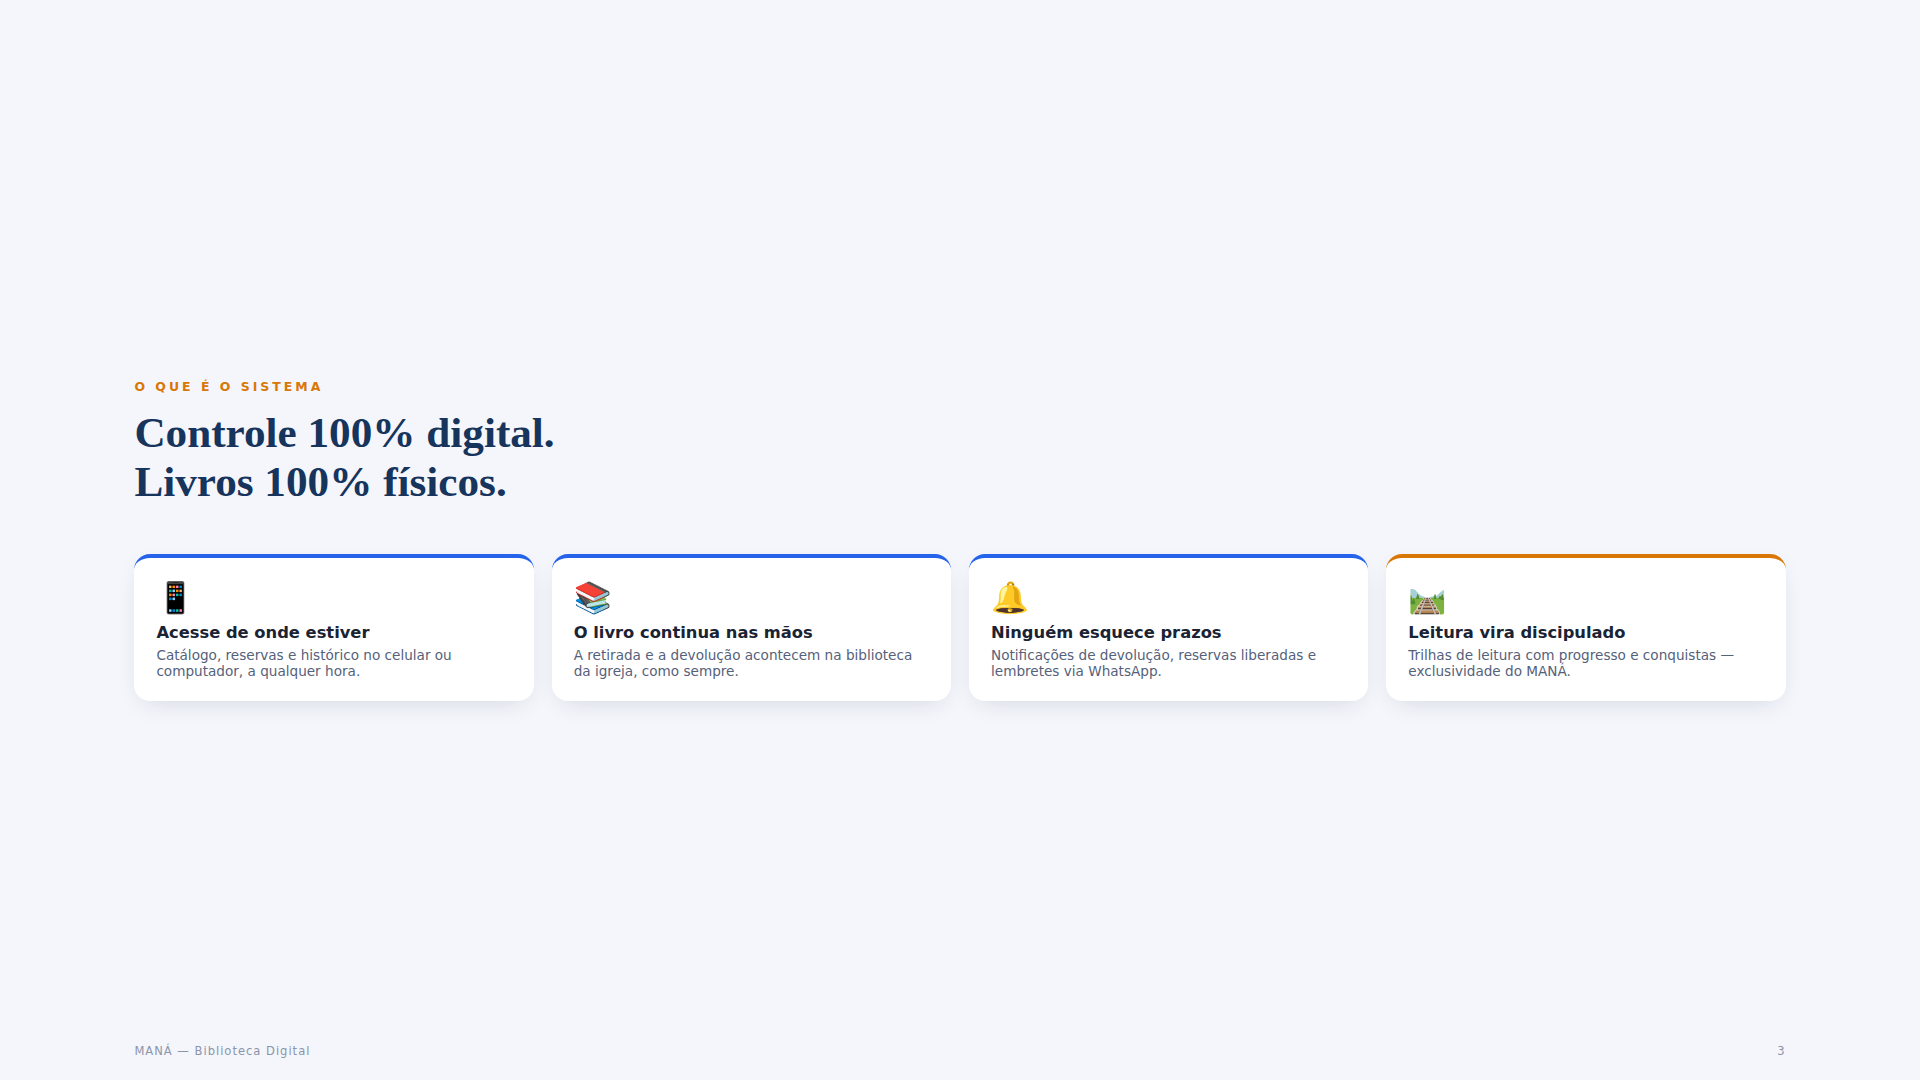 O QUE É O SISTEMA
Controle 100% digital.
Livros 100% físicos.
Acesse de onde estiver
Catálogo, reservas e histórico no celular ou
computador, a qualquer hora.
O livro continua nas mãos
A retirada e a devolução acontecem na biblioteca
da igreja, como sempre.
Ninguém esquece prazos
Notificações de devolução, reservas liberadas e
lembretes via WhatsApp.
Leitura vira discipulado
Trilhas de leitura com progresso e conquistas —
exclusividade do MANÁ.
MANÁ — Biblioteca Digital
3